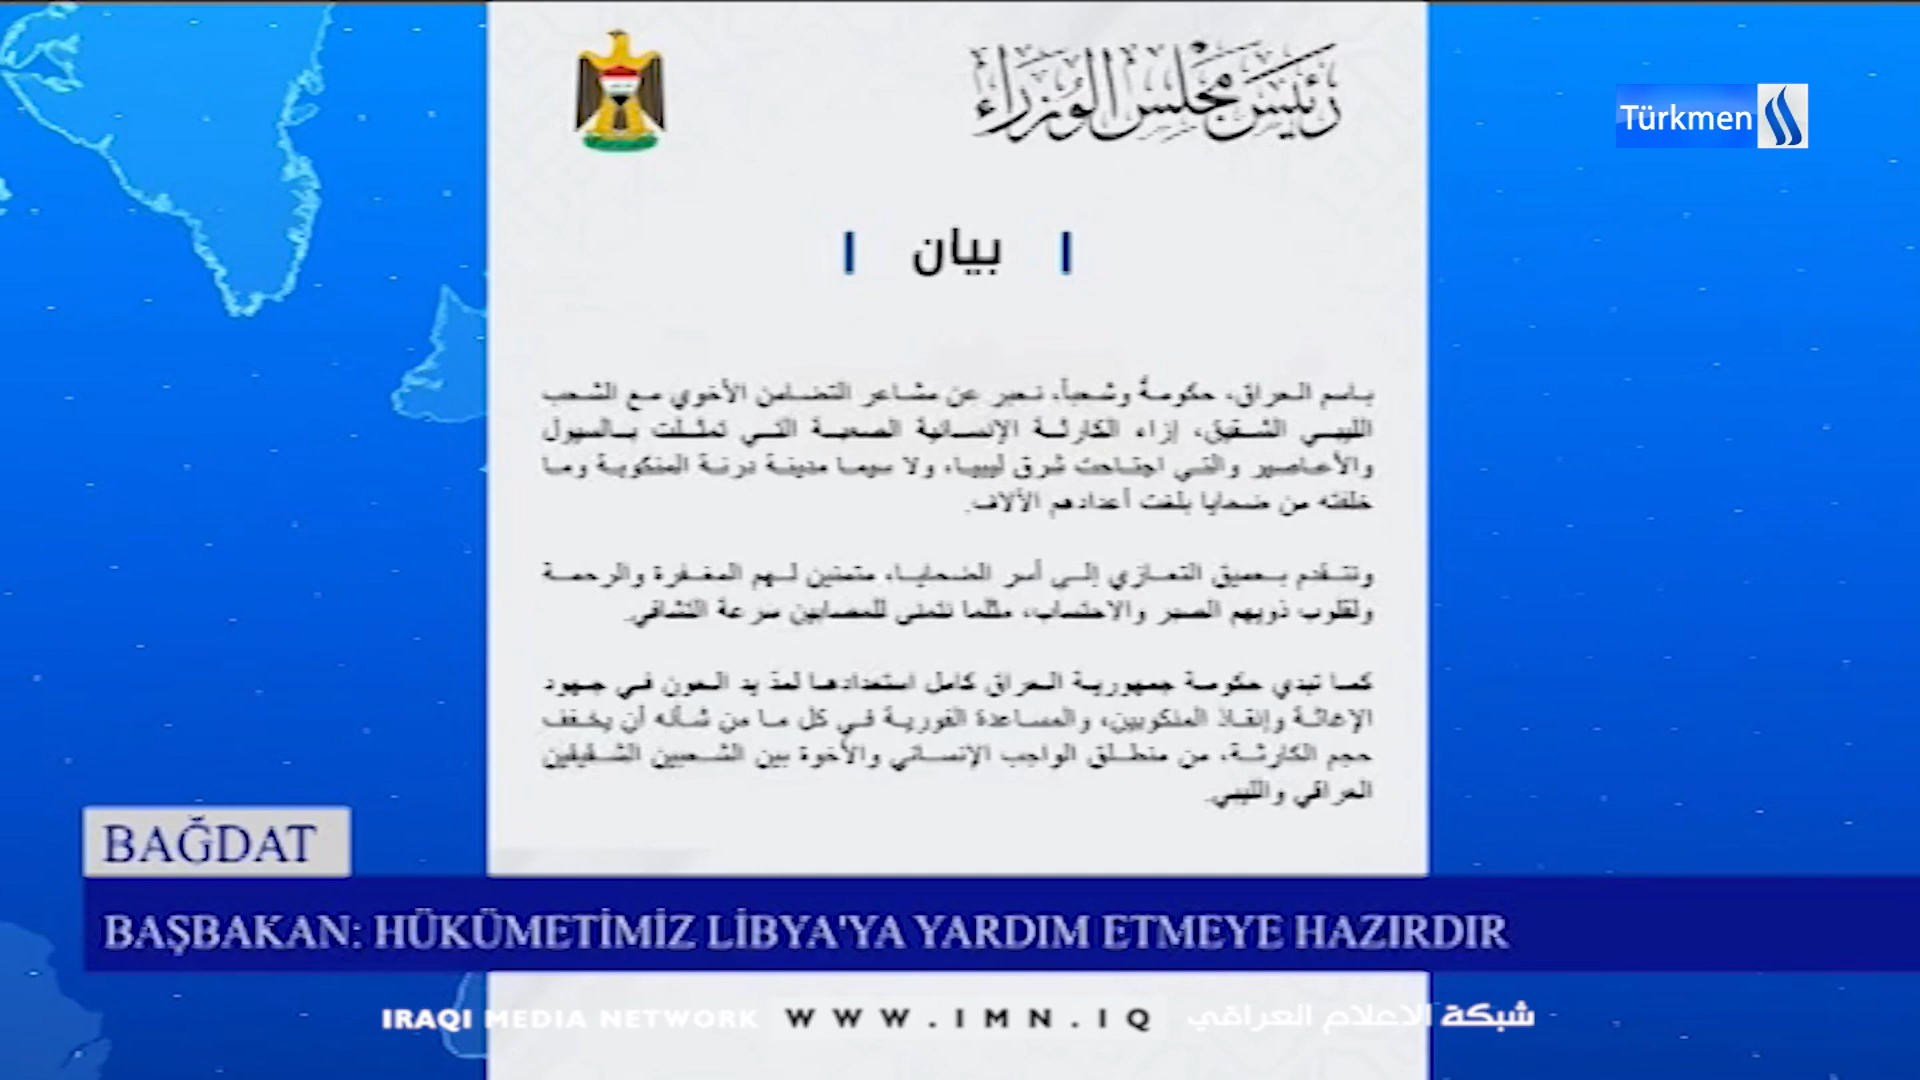 رئيس مجلس الوزراء
Türkmen
بيان
باسم العراق، حكومةً وشعباً، نعبر عن مشاعر التضامن الأخوي مع الشعب
الليبي الشقيق، إزاء الكارثة الإنسانية الصعبة التي تمثلت بالسيول
والأعاصير والتي اجتاحت شرق ليبيا، ولا سيما مدينة درنة المنكوبة وما
خلفته من ضحايا بلغت أعدادهم الآلاف.
ونتقدم بعميق التعازي إلى أسر الضحايا، متمنين لهم المغفرة والرحمة
ولقلوب ذويهم الصبر والاحتساب، مثلما نتمنى للمصابين سرعة التشافي.
كما تبدي حكومة جمهورية العراق كامل استعدادها لمدّ يد العون في جهود
الإغاثة وإنقاذ المنكوبين، والمساعدة الفورية في كل ما من شأنه أن يخفف
حجم الكارثة، من منطلق الواجب الإنساني والأخوة بين الشعبين الشقيقين
العراقي والليبي.
BAĞDAT
BAŞBAKAN: HÜKÜMETİMİZ LİBYA'YA YARDIM ETMEYE HAZIRDIR
IRAQI MEDIA NETWORK WWW.IMN.IQ شبكة الاعلام العراقي